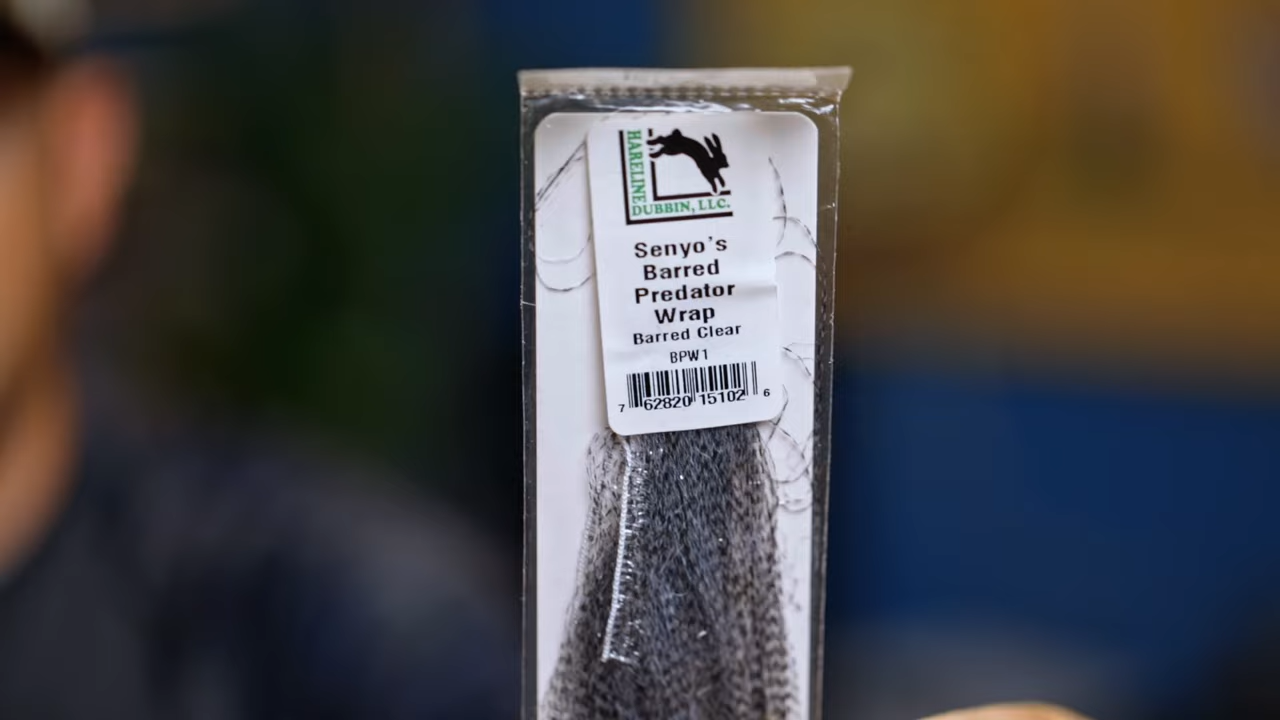 HARELINE
DUBBIN, LLC.
Senyo's
Barred
Predator
Wrap
Barred Clear
BPW1
7 62820 15102 6